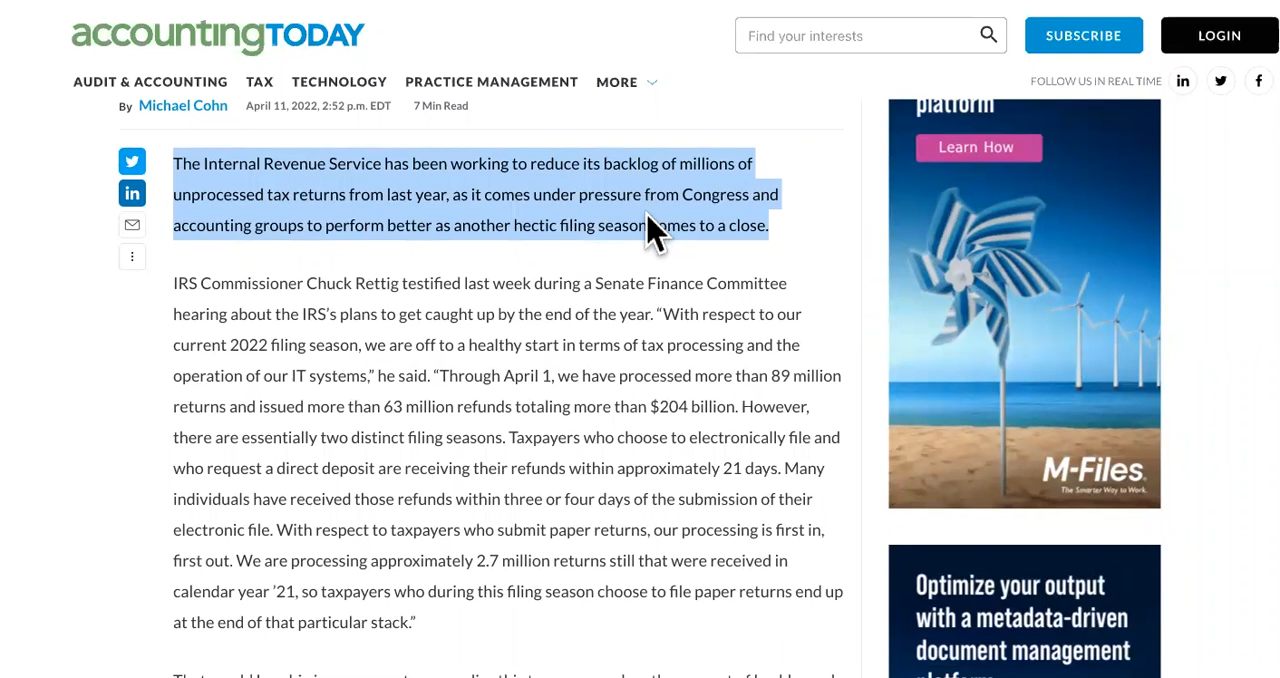 accountingTODAY
Find your interests
SUBSCRIBE
LOGIN
AUDIT & ACCOUNTING TAX TECHNOLOGY PRACTICE MANAGEMENT MORE
FOLLOW US IN REAL TIME
By Michael Cohn April 11, 2022, 2:52 p.m. EDT 7 Min Read
The Internal Revenue Service has been working to reduce its backlog of millions of
unprocessed tax returns from last year, as it comes under pressure from Congress and
accounting groups to perform better as another hectic filing season comes to a close.
IRS Commissioner Chuck Rettig testified last week during a Senate Finance Committee
hearing about the IRS's plans to get caught up by the end of the year. “With respect to our
current 2022 filing season, we are off to a healthy start in terms of tax processing and the
operation of our IT systems,” he said. “Through April 1, we have processed more than 89 million
returns and issued more than 63 million refunds totaling more than $204 billion. However,
there are essentially two distinct filing seasons. Taxpayers who choose to electronically file and
who request a direct deposit are receiving their refunds within approximately 21 days. Many
individuals have received those refunds within three or four days of the submission of their
electronic file. With respect to taxpayers who submit paper returns, our processing is first in,
first out. We are processing approximately 2.7 million returns still that were received in
calendar year ’21, so taxpayers who during this filing season choose to file paper returns end up
at the end of that particular stack.”
platform
Learn How
M-Files.
The Smarter Way to Work.
Optimize your output
with a metadata-driven
document management
platform